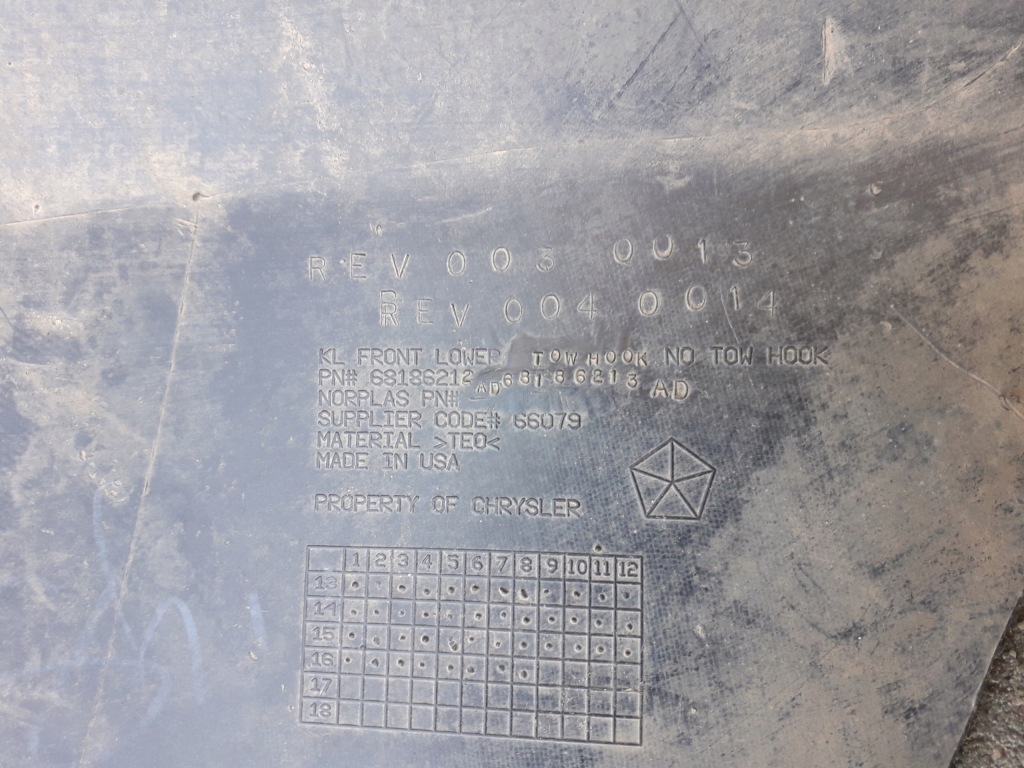 REV 003 0013
REV 004 0014
KL FRONT LOWER TOW HOOK NO TOW HOOK
PN# 68186212 AD 68186213 AD
NORPLAS PN#
SUPPLIER CODE# 66079
MATERIAL >TEO<
MADE IN USA
PROPERTY OF CHRYSLER
1 2 3 4 5 6 7 8 9 10 11 12
13
14
15
16
17
18